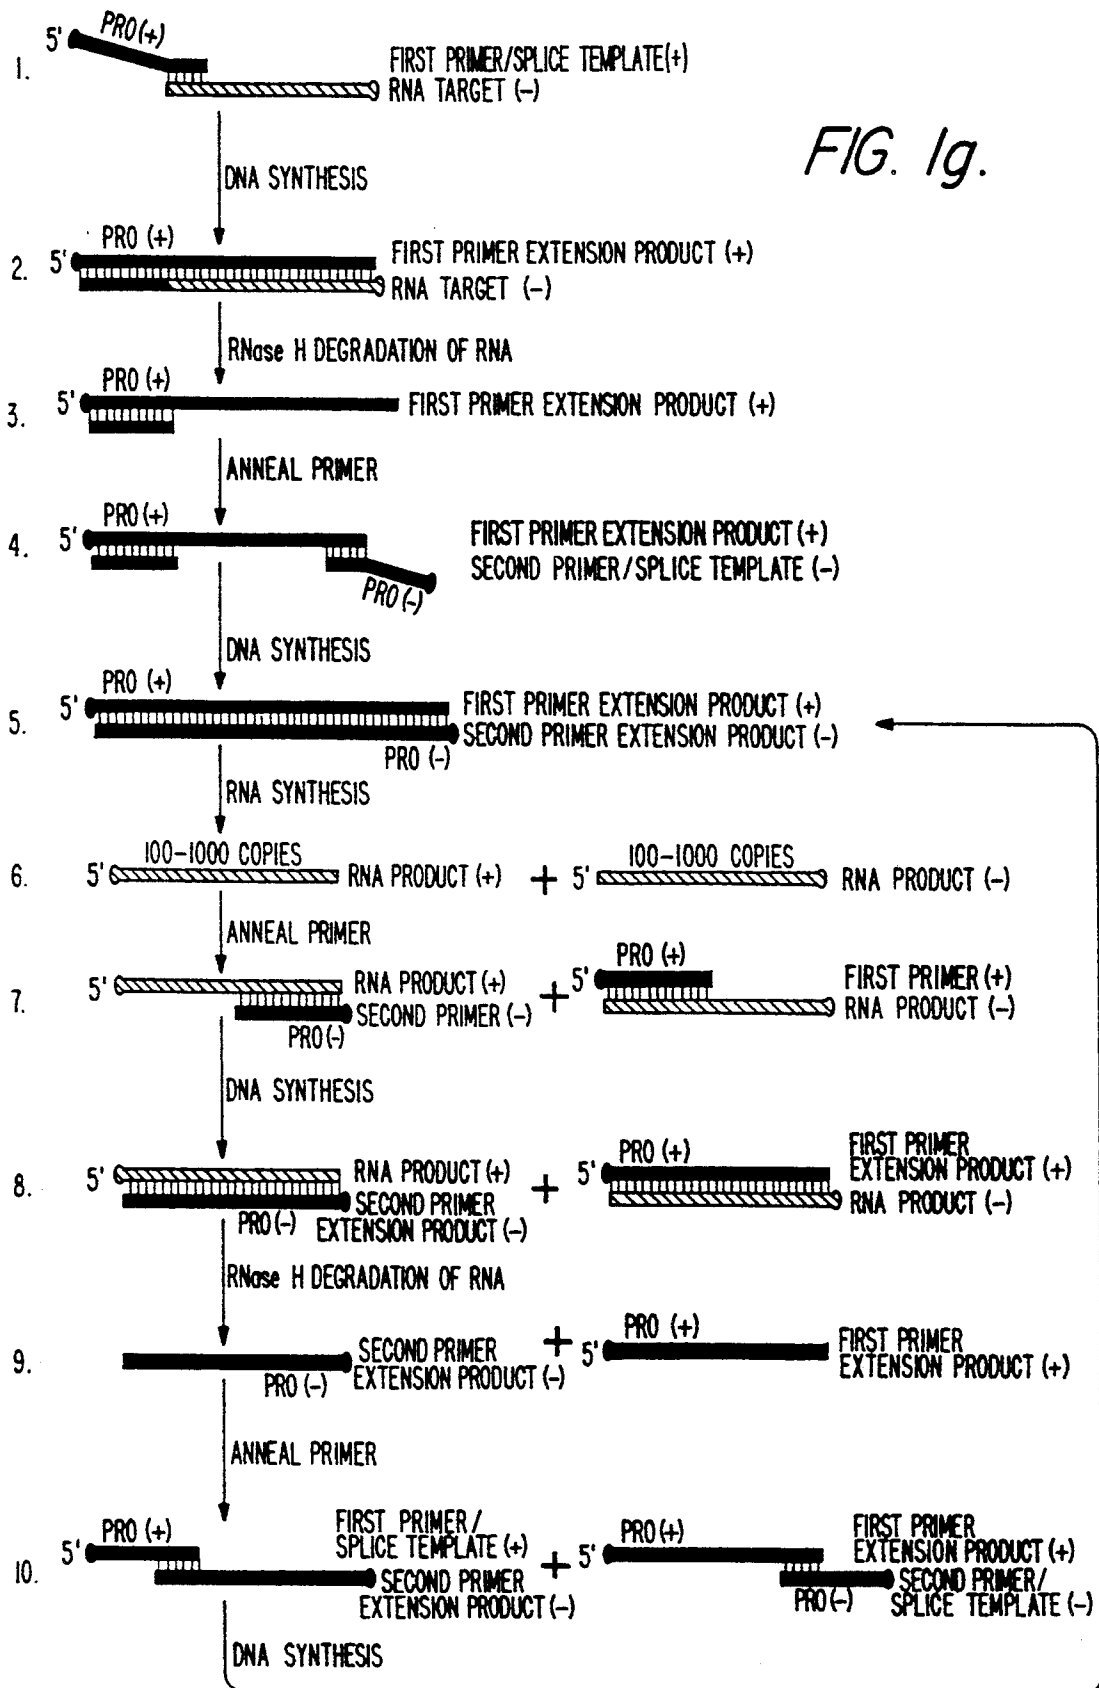 FIG. 1g.
1.
5' PRO (+)
FIRST PRIMER/SPLICE TEMPLATE(+)
RNA TARGET (-)
DNA SYNTHESIS
2.
5' PRO (+)
FIRST PRIMER EXTENSION PRODUCT (+)
RNA TARGET (-)
RNase H DEGRADATION OF RNA
3.
5' PRO (+)
FIRST PRIMER EXTENSION PRODUCT (+)
ANNEAL PRIMER
4.
5' PRO (+)
FIRST PRIMER EXTENSION PRODUCT (+)
SECOND PRIMER/SPLICE TEMPLATE (-)
PRO (-)
DNA SYNTHESIS
5.
5' PRO (+)
FIRST PRIMER EXTENSION PRODUCT (+)
SECOND PRIMER EXTENSION PRODUCT (-)
PRO (-)
RNA SYNTHESIS
6.
5' 100-1000 COPIES
RNA PRODUCT (+)
+
5' 100-1000 COPIES
RNA PRODUCT (-)
ANNEAL PRIMER
7.
5' RNA PRODUCT (+)
SECOND PRIMER (-)
PRO (-)
+
5' PRO (+)
FIRST PRIMER (+)
RNA PRODUCT (-)
DNA SYNTHESIS
8.
5' RNA PRODUCT (+)
SECOND PRIMER
EXTENSION PRODUCT (-)
PRO (-)
+
5' PRO (+)
FIRST PRIMER
EXTENSION PRODUCT (+)
RNA PRODUCT (-)
RNase H DEGRADATION OF RNA
9.
SECOND PRIMER
EXTENSION PRODUCT (-)
PRO (-)
+
5' PRO (+)
FIRST PRIMER
EXTENSION PRODUCT (+)
ANNEAL PRIMER
10.
5' PRO (+)
FIRST PRIMER/
SPLICE TEMPLATE (+)
SECOND PRIMER
EXTENSION PRODUCT (-)
+
5' PRO (+)
FIRST PRIMER
EXTENSION PRODUCT (+)
SECOND PRIMER/
SPLICE TEMPLATE (-)
PRO (-)
DNA SYNTHESIS